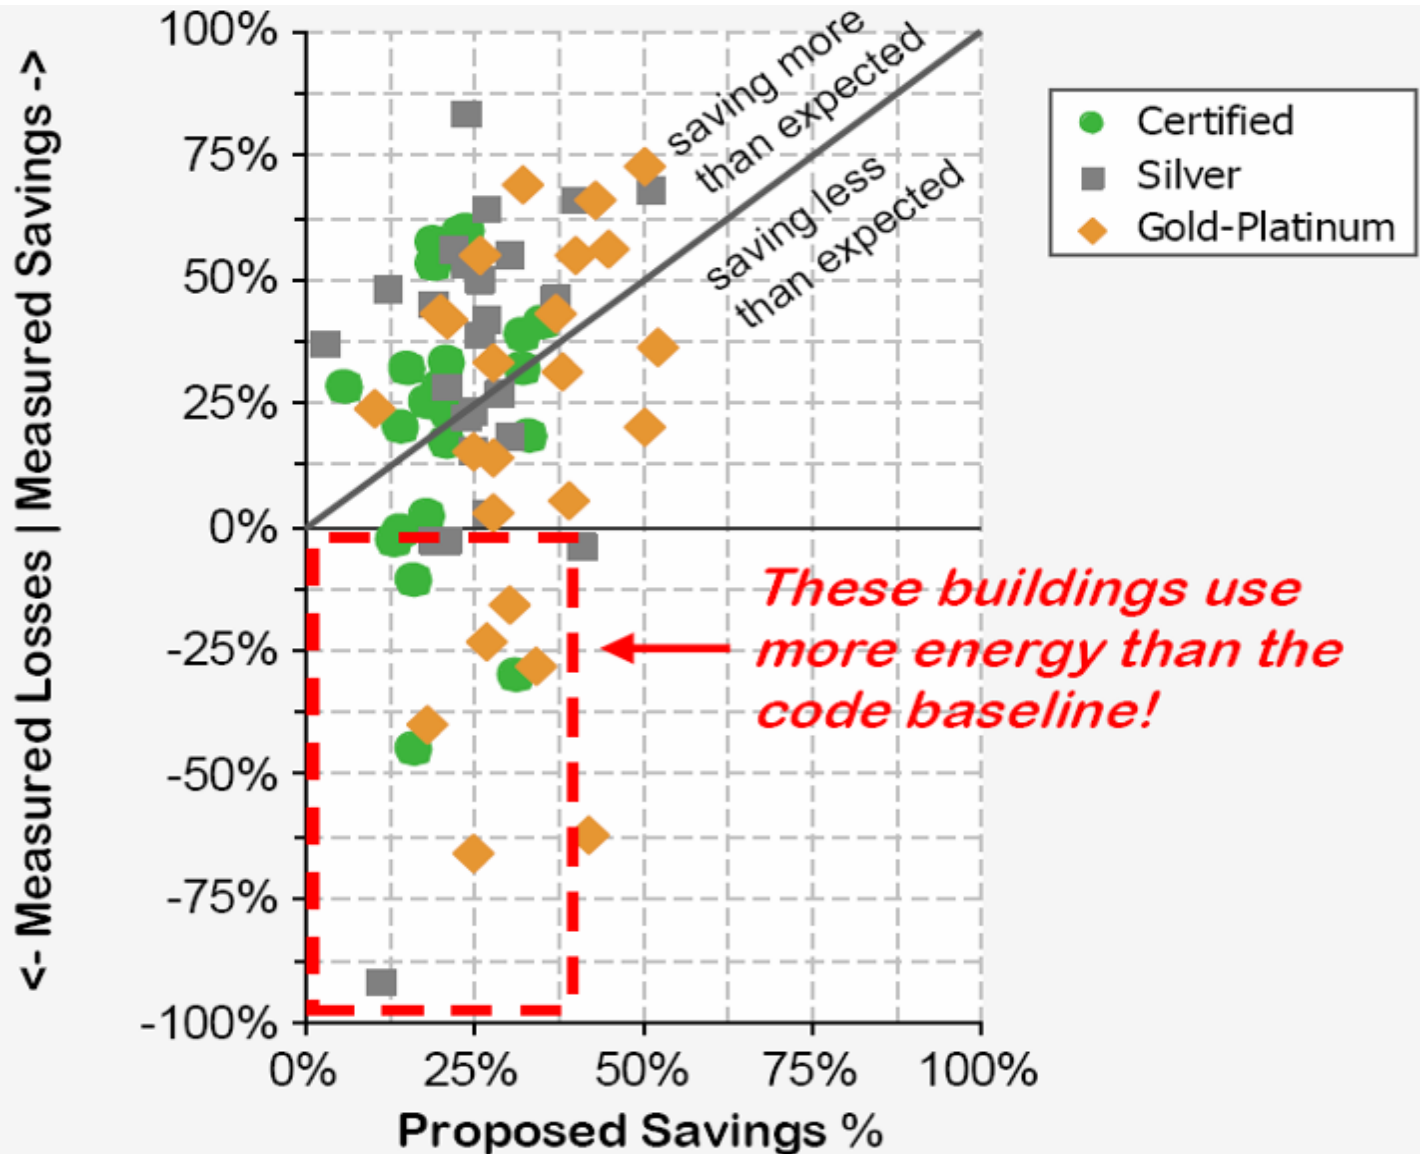 100%
75%
50%
25%
0%
-25%
-50%
-75%
-100%
<- Measured Losses | Measured Savings ->
saving more
than expected
saving less
than expected
Certified
Silver
Gold-Platinum
These buildings use
more energy than the
code baseline!
0%
25%
50%
75%
100%
Proposed Savings %